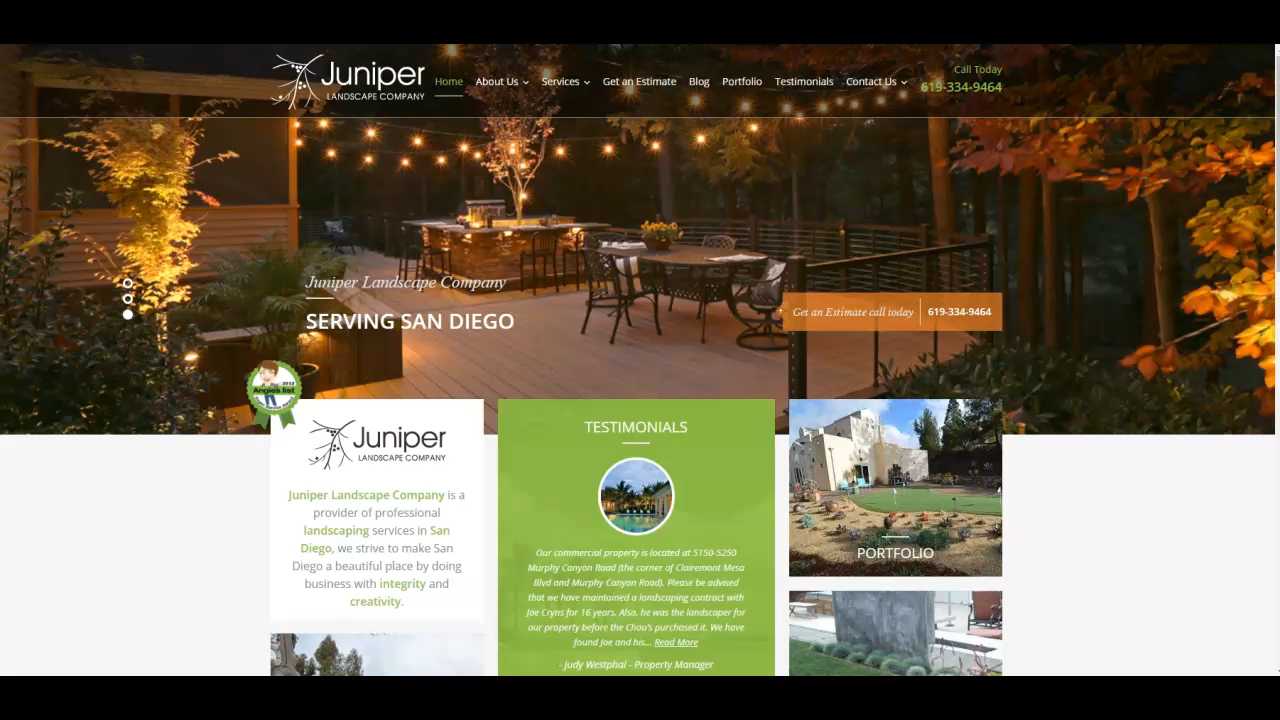 Juniper
LANDSCAPE COMPANY
Home About Us Services Get an Estimate Blog Portfolio Testimonials Contact Us
Call Today
619-334-9464
Juniper Landscape Company
SERVING SAN DIEGO
Get an Estimate call today 619-334-9464
Angies list
Juniper
LANDSCAPE COMPANY
Juniper Landscape Company is a
provider of professional
landscaping services in San
Diego, we strive to make San
Diego a beautiful place by doing
business with integrity and
creativity.
TESTIMONIALS
Our commercial property is located at 5150-5250
Murphy Canyon Road (the corner of Clairemont Mesa
Blvd and Murphy Canyon Road). Please be advised
that we have maintained a landscaping contract with
Joe Cryns for 16 years. Also, he was the landscaper for
our property before the Chou's purchased it. We have
found Joe and his... Read More
- Judy Westphal - Property Manager
PORTFOLIO